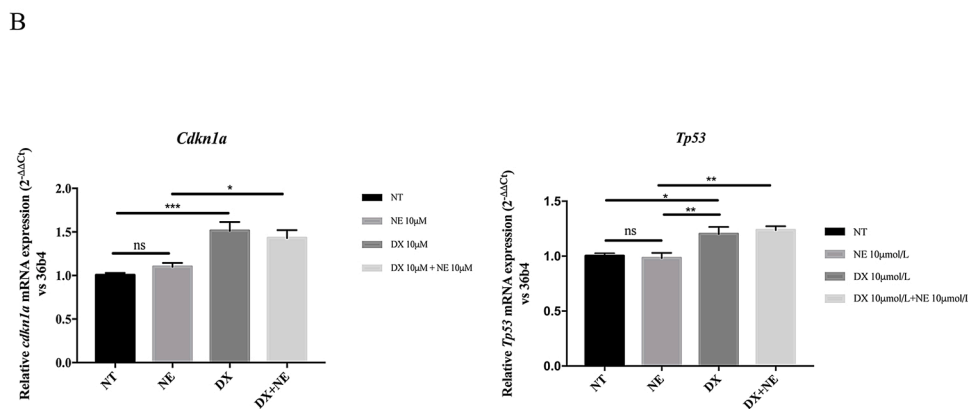 B
Cdkn1a
Relative cdkn1a mRNA expression (2-ΔΔCt)
vs 36b4
2.0
1.5
1.0
0.5
0.0
*
***
ns
NT
NE
DX
DX+NE
NT
NE 10μM
DX 10μM
DX 10μM + NE 10μM
Tp53
Relative Tp53 mRNA expression (2-ΔΔCt)
vs 36b4
1.5
1.0
0.5
0.0
**
*
**
ns
NT
NE
DX
DX+NE
NT
NE 10μmol/L
DX 10μmol/L
DX 10μmol/L+NE 10μmol/l